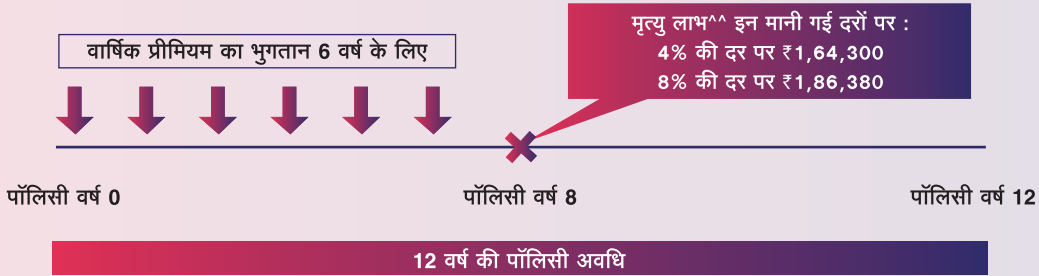 वार्षिक प्रीमियम का भुगतान 6 वर्ष के लिए
मृत्यु लाभ^^ इन मानी गई दरों पर :
4% की दर पर ₹1,64,300
8% की दर पर ₹1,86,380
पॉलिसी वर्ष 0
पॉलिसी वर्ष 8
पॉलिसी वर्ष 12
12 वर्ष की पॉलिसी अवधि